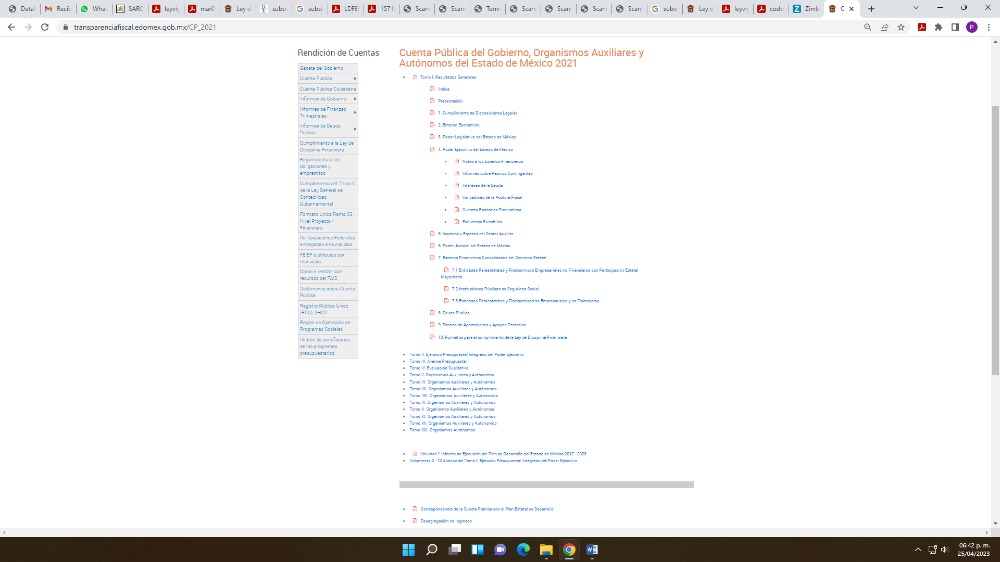 Detal
Recib
What
SARC
leyvig
mar0
Ley d
subsi
subsi
LDFEI
1571
Scanr
Scanr
Tomo
Scanr
Scanr
Scanr
Scanr
subsi
Ley d
leyvig
codvi
Zimb
C
transparenciafiscal.edomex.gob.mx/CP_2021
P
Rendición de Cuentas
Gaceta del Gobierno
Cuenta Pública
Cuenta Pública Ciudadana
Informes de Gobierno
Informes de Finanzas
Trimestrales
Informes de Deuda
Pública
Cumplimiento a la Ley de
Disciplina Financiera
Registro estatal de
obligaciones y
empréstitos
Cumplimiento del Título V
de la Ley General de
Contabilidad
Gubernamental
Formato Único Ramo 33 -
Nivel Proyecto /
Financiero
Participaciones Federales
entregadas a municipios
FEIEF distribuido por
municipio
Obras a realizar con
recursos del FAIS
Dictámenes sobre Cuenta
Pública
Registro Público Único
(RPU). SHCP.
Reglas de Operación de
Programas Sociales
Padrón de beneficiarios
de los programas
presupuestarios
Cuenta Pública del Gobierno, Organismos Auxiliares y
Autónomos del Estado de México 2021
Tomo I. Resultados Generales
Índice
Presentación
1. Cumplimiento de Disposiciones Legales
2. Entorno Económico
3. Poder Legislativo del Estado de México
4. Poder Ejecutivo del Estado de México
Notas a los Estados Financieros
Informes sobre Pasivos Contingentes
Intereses de la Deuda
Indicadores de la Postura Fiscal
Cuentas Bancarias Productivas
Esquemas Bursátiles
5. Ingresos y Egresos del Sector Auxiliar
6. Poder Judicial del Estado de México
7. Estados Financieros Consolidados del Gobierno Estatal
7.1 Entidades Paraestatales y Fideicomisos Empresariales no Financieros con Participación Estatal
Mayoritaria
7.2 Instituciones Públicas de Seguridad Social
7.3 Entidades Paraestatales y Fideicomisos no Empresariales y no Financieros
8. Deuda Pública
9. Fondos de Aportaciones y Apoyos Federales
10. Formatos para el cumplimiento de la Ley de Disciplina Financiera
Tomo II. Ejercicio Presupuestal Integrado del Poder Ejecutivo
Tomo III. Avance Presupuestal
Tomo IV. Evaluación Cualitativa
Tomo V. Organismos Auxiliares y Autónomos
Tomo VI. Organismos Auxiliares y Autónomos
Tomo VII. Organismos Auxiliares y Autónomos
Tomo VIII. Organismos Auxiliares y Autónomos
Tomo IX. Organismos Auxiliares y Autónomos
Tomo X. Organismos Auxiliares y Autónomos
Tomo XI. Organismos Auxiliares y Autónomos
Tomo XII. Organismos Auxiliares y Autónomos
Tomo XIII. Organismos Autónomos
Volumen 1 Informe de Ejecución del Plan de Desarrollo del Estado de México 2017 - 2023
Volumenes 2 - 10 Anexos del Tomo II Ejercicio Presupuestal Integrado del Poder Ejecutivo
Correspondencia de la Cuenta Pública con el Plan Estatal de Desarrollo
Desagregación de Ingresos
06:42 p. m.
25/04/2023